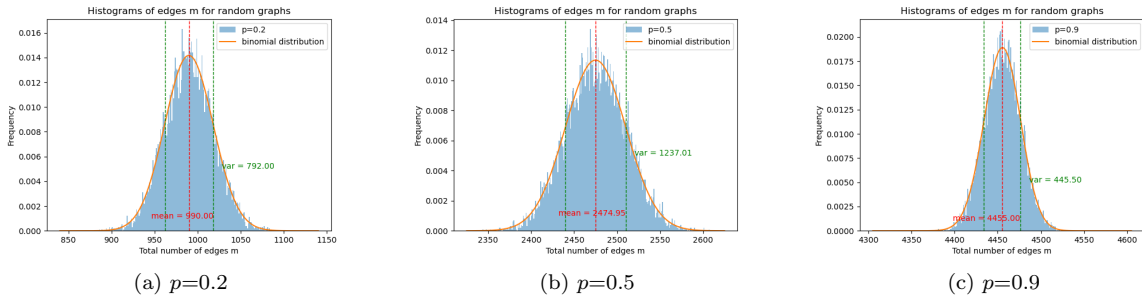 Histograms of edges m for random graphs
p=0.2
binomial distribution
0.016
0.014
0.012
0.010
0.008
0.006
0.004
0.002
0.000
Frequency
var = 792.00
mean = 990.00
850 900 950 1000 1050 1100 1150
Total number of edges m
(a) p=0.2
Histograms of edges m for random graphs
p=0.5
binomial distribution
0.014
0.012
0.010
0.008
0.006
0.004
0.002
0.000
Frequency
var = 1237.01
mean = 2474.95
2350 2400 2450 2500 2550 2600
Total number of edges m
(b) p=0.5
Histograms of edges m for random graphs
p=0.9
binomial distribution
0.0200
0.0175
0.0150
0.0125
0.0100
0.0075
0.0050
0.0025
0.0000
Frequency
var = 445.50
mean = 4455.00
4300 4350 4400 4450 4500 4550 4600
Total number of edges m
(c) p=0.9